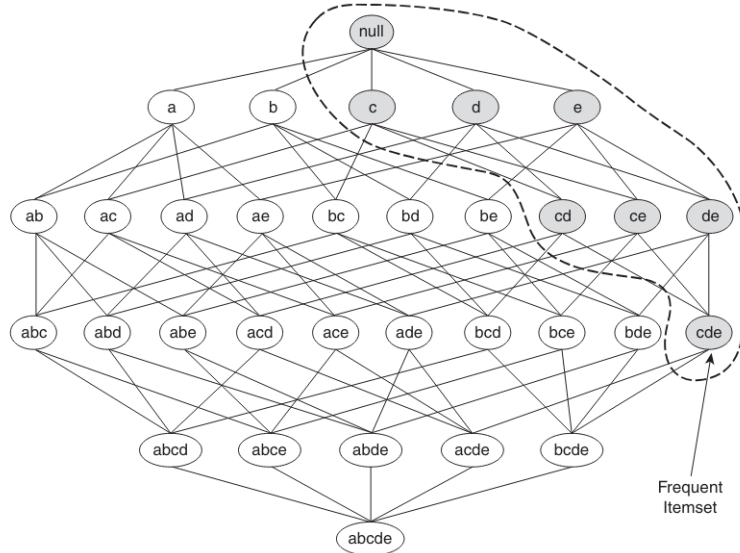 null
a b c d e
ab ac ad ae bc bd be cd ce de
abc abd abe acd ace ade bcd bce bde cde
abcd abce abde acde bcde
Frequent
Itemset
abcde